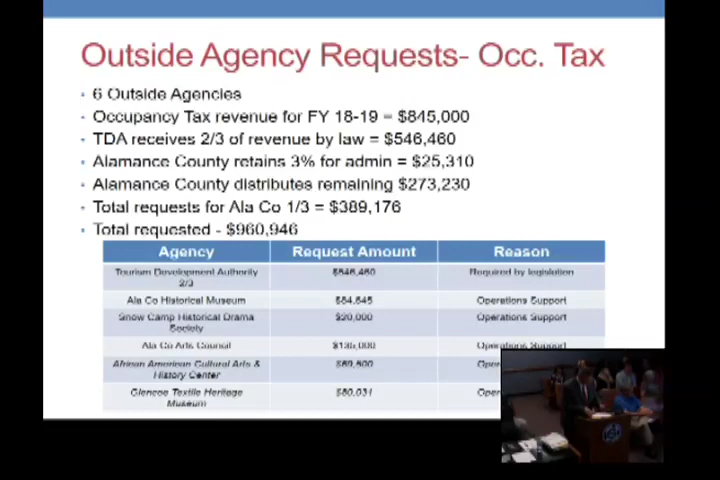 Outside Agency Requests- Occ. Tax
6 Outside Agencies
Occupancy Tax revenue for FY 18-19 = $845,000
TDA receives 2/3 of revenue by law = $546,460
Alamance County retains 3% for admin = $25,310
Alamance County distributes remaining $273,230
Total requests for Ala Co 1/3 = $389,176
Total requested - $960,946
Agency Request Amount Reason
Tourism Development Authority $546,460 Required by legislation
2/3
Ala Co Historical Museum $84,845 Operations Support
Snow Camp Historical Drama $20,000 Operations Support
Society
Ala Co Arts Council $135,000 Operations Support
African American Cultural Arts &
History Center
Glencoe Textile Heritage $80,031
Museum